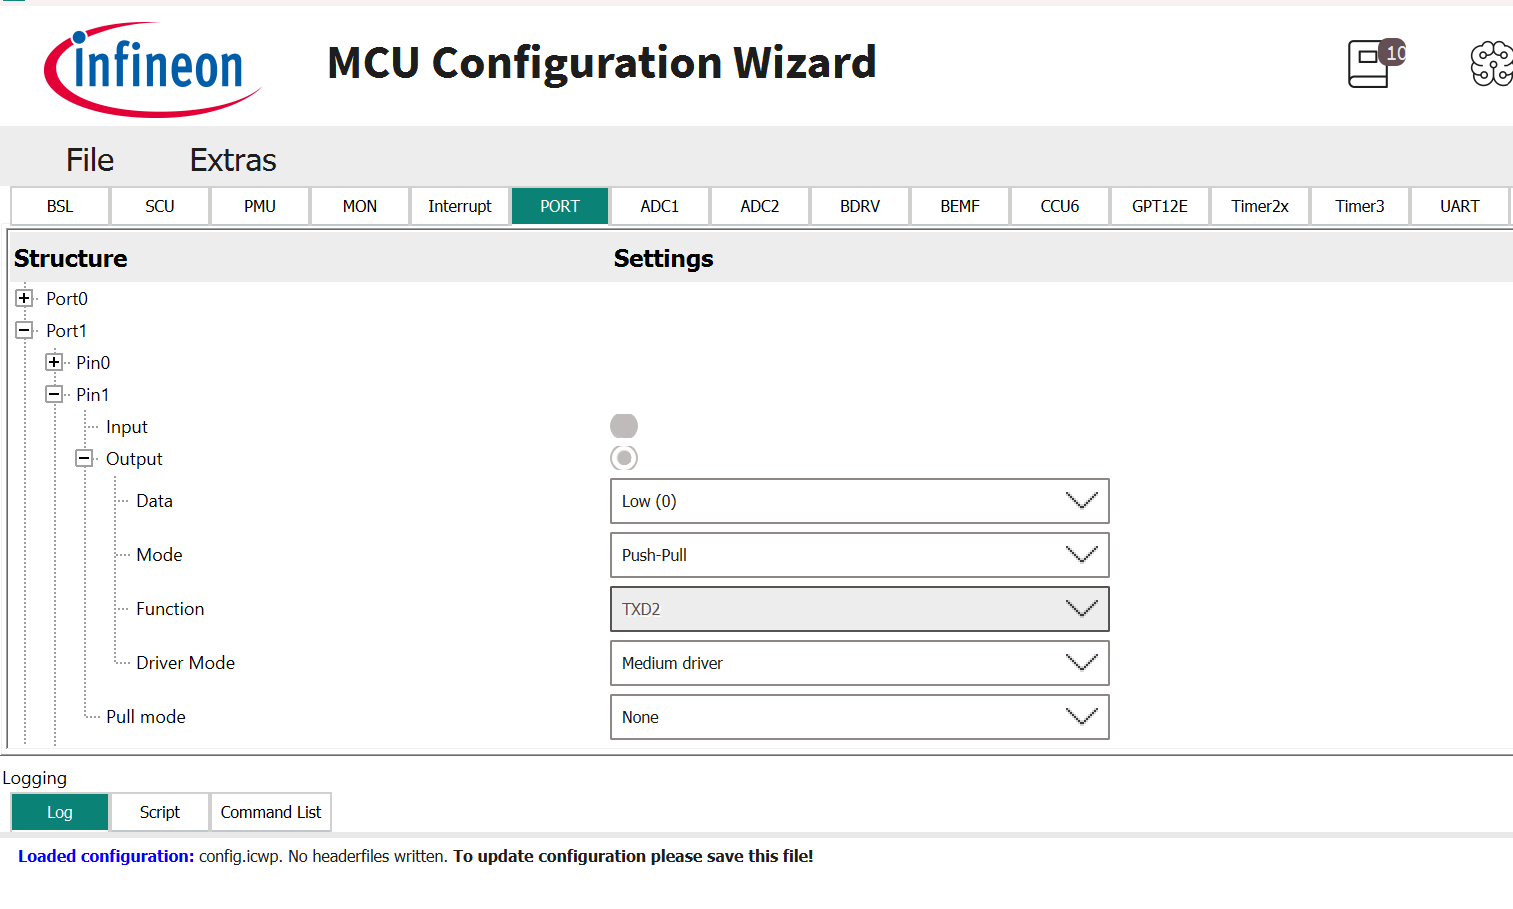 infineon
MCU Configuration Wizard
10
File Extras
BSL SCU PMU MON Interrupt PORT ADC1 ADC2 BDRV BEMF CCU6 GPT12E Timer2x Timer3 UART
Structure Settings
Port0
Port1
Pin0
Pin1
Input
Output
Data Low (0)
Mode Push-Pull
Function TXD2
Driver Mode Medium driver
Pull mode None
Logging
Log Script Command List
Loaded configuration: config.icwp. No headerfiles written. To update configuration please save this file!